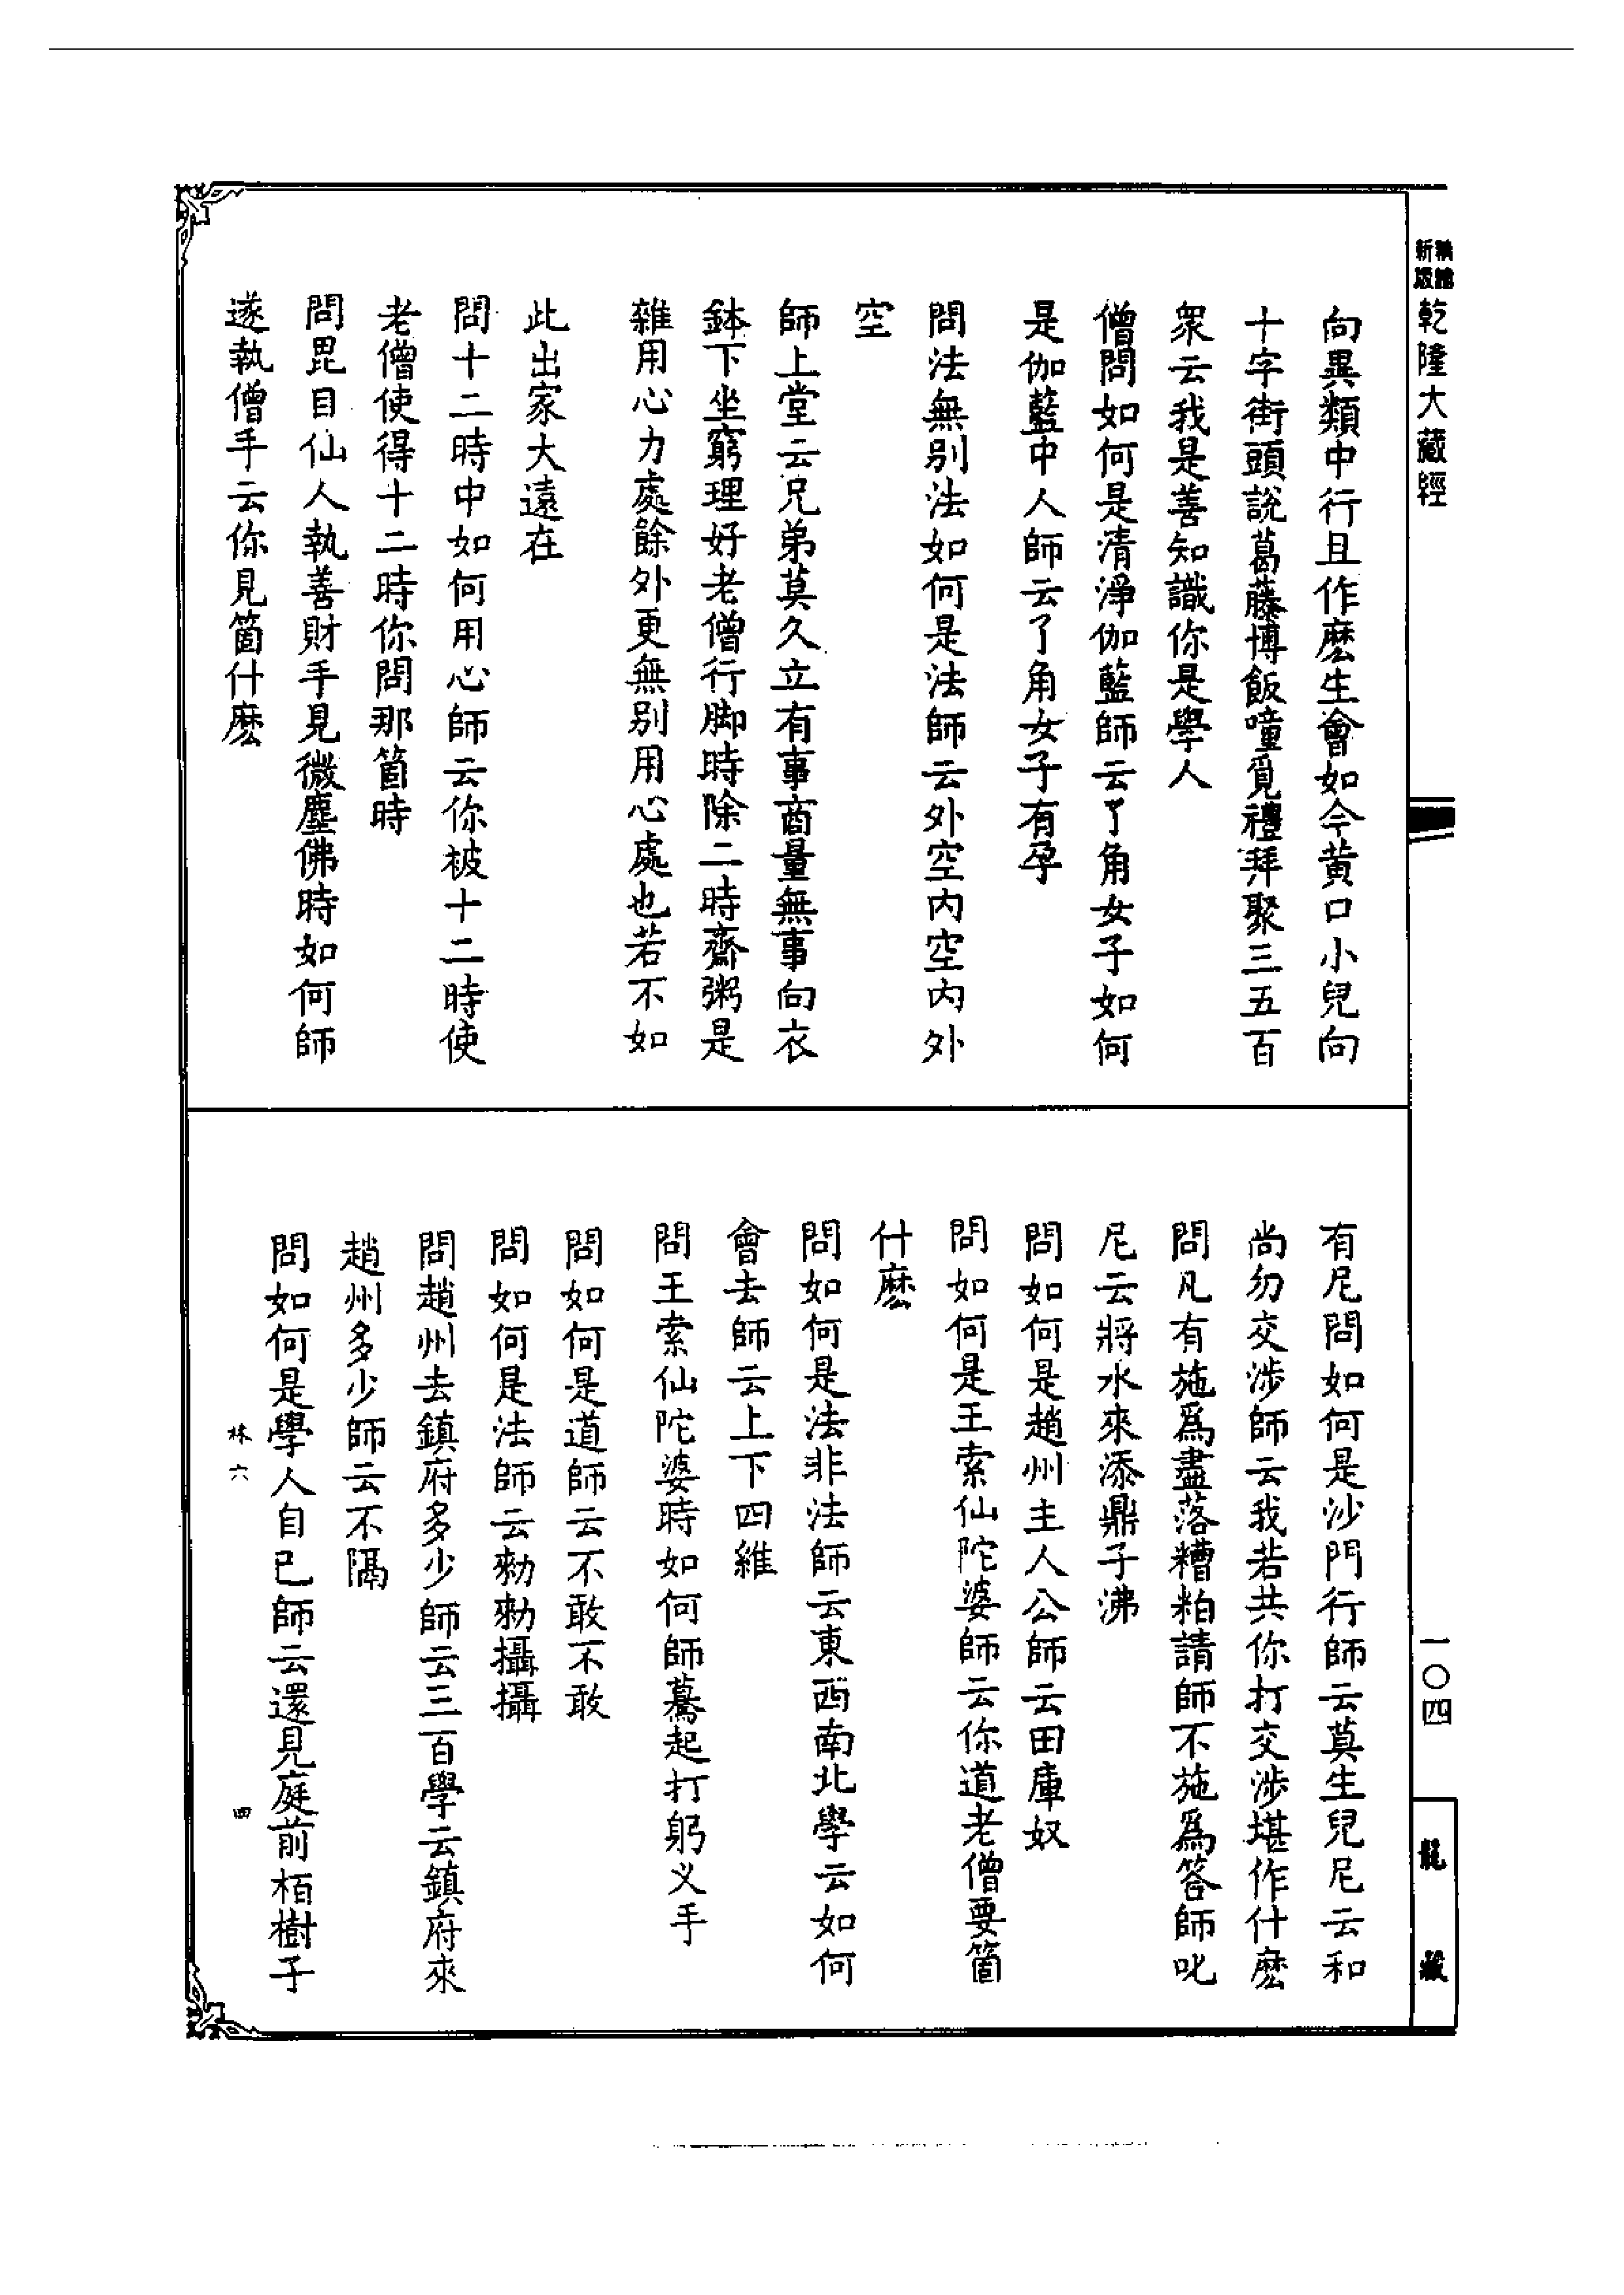 新版
精縮
乾隆大藏經
一〇四
龍藏
向異類中行且作麽生會如今黄口小兒向
十字街頭說葛藤博飯噇覓禮拜聚三五百
衆云我是善知識你是學人
僧問如何是清淨伽藍師云丫角女子如何
是伽藍中人師云了角女子有孕
問法無别法如何是法師云外空内空内外
空
師上堂云兄弟莫久立有事商量無事向衣
鉢下坐窮理好老僧行脚時除二時齋粥是
雜用心力處餘外更無别用心處也若不如
此出家大遠在
問十二時中如何用心師云你被十二時使
老僧使得十二時你問那箇時
問毘目仙人執善財手見微塵佛時如何師
遂執僧手云你見箇什麽
有尼問如何是沙門行師云莫生兒尼云和
尚勿交涉師云我若共你打交涉堪作什麽
問凡有施爲盡落糟粕請師不施爲答師叱
尼云將水來添鼎子沸
問如何是趙州主人公師云田庫奴
問如何是王索仙陀婆師云你道老僧要箇
什麽
問如何是法非法師云東西南北學云如何
會去師云上下四維
問王索仙陀婆時如何師驀起打躬义手
問如何是道師云不敢不敢
問如何是法師云勑勑攝攝
問趙州去鎮府多少師云三百學云鎮府來
趙州多少師云不隔
問如何是學人自己師云還見庭前栢樹子
林六 四